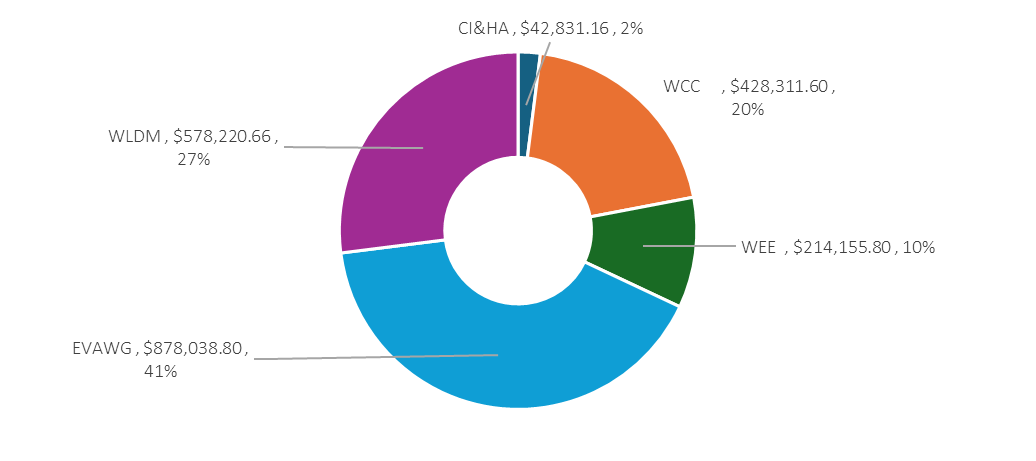 CI&HA , $42,831.16 , 2%
WCC , $428,311.60 ,
20%
WLDM , $578,220.66 ,
27%
WEE , $214,155.80 , 10%
EVAWG , $878,038.80 ,
41%